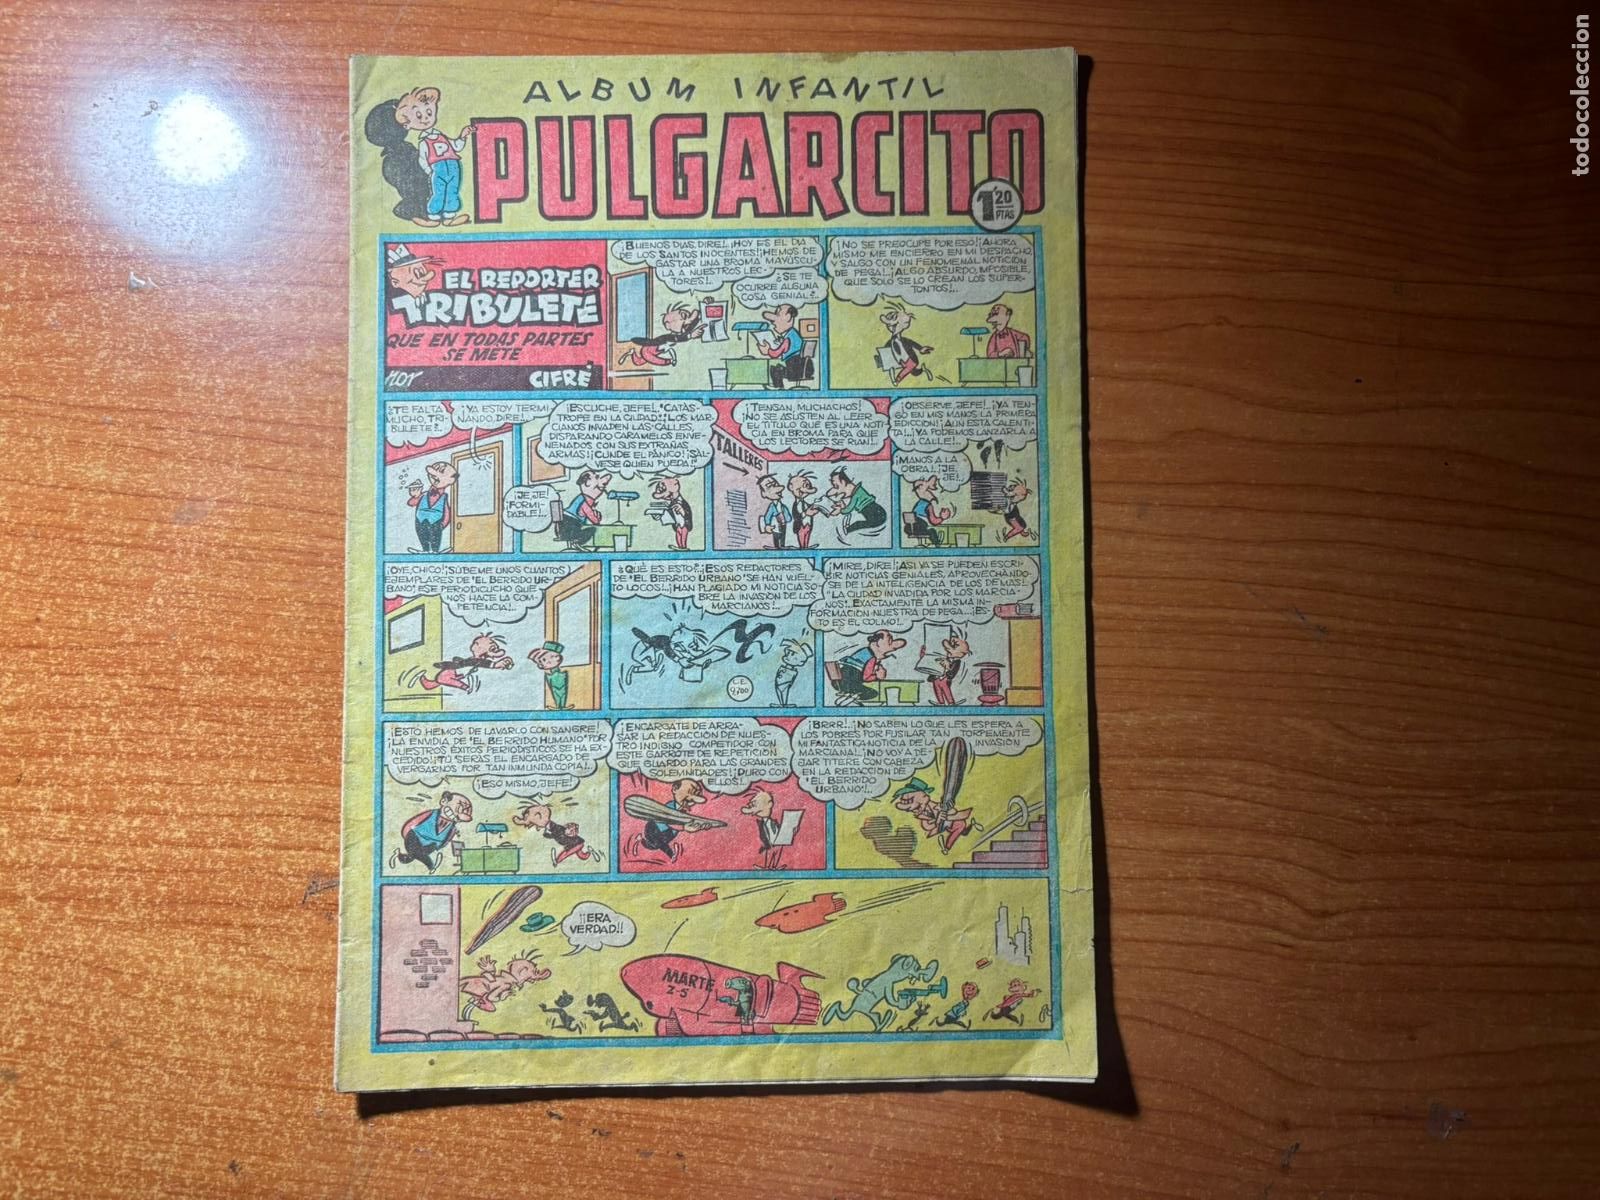 ALBUM INFANTIL
PULGARCITO
P
1'20
PTAS
EL REPORTER
TRIBULETE
QUE EN TODAS PARTES
SE METE
HOY
CIFRÉ
¡BUENOS DIAS, DIRE!.. ¡HOY ES EL DIA
DE LOS SANTOS INOCENTES! ¡HEMOS DE
GASTAR UNA BROMA MAYÚSCU-
LA A NUESTROS LEC-
TORES!..
¿SE TE
OCURRE ALGUNA
COSA GENIAL?
¡NO SE PREOCUPE POR ESO! ¡AHORA
MISMO ME ENCIERRO EN MI DESPACHO,
Y SALGO CON UN FENOMENAL NOTICIÓN
DE PEGA!.. ¡ALGO ABSURDO, IMPOSIBLE,
QUE SOLO SE LO CREAN LOS SUPER-
TONTOS!..
¿TE FALTA
MUCHO, TRI-
BULETE?..
¡YA ESTOY TERMI
NANDO, DIRE!..
¡ESCUCHE, JEFE!.. "CATÁS-
TROFE EN LA CIUDAD." "LOS MAR-
CIANOS INVADEN LAS CALLES,
DISPARANDO CARAMELOS ENVE-
NENADOS CON SUS EXTRAÑAS
ARMAS! ¡CUNDE EL PÁNICO! ¡SÁL
VESE QUIEN PUEDA!"
¡JE, JE!
¡FORMI-
DABLE!..
¡TENGAN, MUCHACHOS!
¡NO SE ASUSTEN AL LEER
EL TÍTULO QUE ES UNA NOTI
CIA EN BROMA PARA QUE
LOS LECTORES SE RIAN!..
TALLERES
¡OBSERVE, JEFE!.. ¡YA TEN-
GO EN MIS MANOS LA PRIMERA
EDICCION! ¡AUN ESTA CALENTI-
TA!.. ¡YA PODEMOS LANZARLA A
LA CALLE!..
¡MANOS A LA
OBRA!.. ¡JE,
JE!..
¡OYE, CHICO! ¡SÚBEME UNOS CUANTOS
EJEMPLARES DE "EL BERRIDO UR-
BANO", ESE PERIODICUCHO QUE
NOS HACE LA COM-
PETENCIA!..
¿QUÉ ES ESTO?.. ¡ESOS REDACTORES
DE "EL BERRIDO URBANO" SE HAN VUEL-
TO LOCOS!.. ¡HAN PLAGIADO MI NOTICIA SO-
BRE LA INVASIÓN DE LOS
MARCIANOS!..
C.E.
9,700
¡MIRE, DIRE! ¡ASI YA SE PUEDEN ESCRI-
BIR NOTICIAS GENIALES, APROVECHÁNDO-
SE DE LA INTELIGENCIA DE LOS DEMAS!..
"LA CIUDAD INVADIDA POR LOS MARCIA-
NOS"!.. EXACTAMENTE LA MISMA IN-
FORMACION NUESTRA DE PEGA... ¡ES-
TO ES EL COLMO!..
¡ESTO HEMOS DE LAVARLO CON SANGRE!
¡LA ENVIDIA DE "EL BERRIDO HUMANO" POR
NUESTROS ÉXITOS PERIODÍSTICOS SE HA EX-
CEDIDO! ¡TÚ SERÁS EL ENCARGADO DE
VENGARNOS POR TAN INMUNDA COPIA!..
¡ESO MISMO, JEFE!
¡ENCARGATE DE ARRA-
SAR LA REDACCIÓN DE NUES-
TRO INDIGNO COMPETIDOR CON
ESTE GARROTE DE REPETICIÓN
QUE GUARDO PARA LAS GRANDES
SOLEMNIDADES! ¡DURO CON
ELLOS!
¡BRRR!.. ¡NO SABEN LO QUE LES ESPERA A
LOS POBRES POR FUSILAR TAN TORPEMENTE
MI FANTASTICA NOTICIA DE LA INVASIÓN
MARCIANA!.. ¡NO VOY A DE-
JAR TITERE CON CABEZA
EN LA REDACCIÓN DE
"EL BERRIDO
URBANO"!..
¡¡ERA
VERDAD!!
MARTE
Z-5
todocoleccion